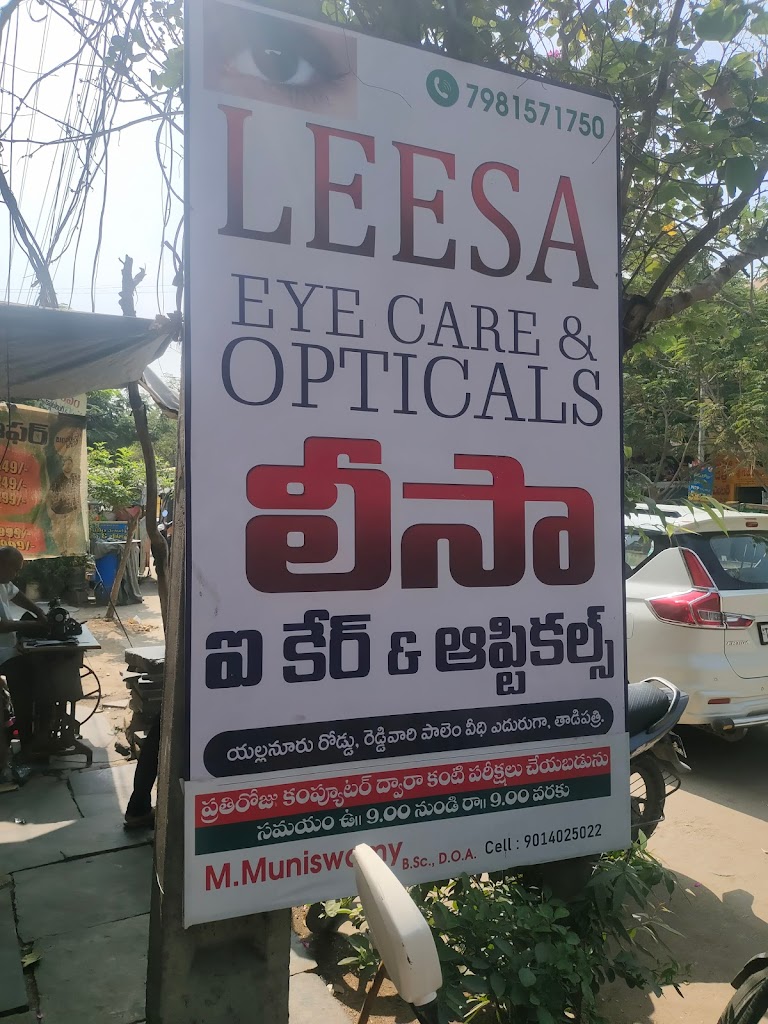 7981571750
LEESA
EYE CARE &
OPTICALS
లీసా
ఐ కేర్ & ఆప్టికల్స్
యల్లనూరు రోడ్డు, రెడ్డివారి పాలెం వీధి ఎదురుగా, తాడిపత్రి.
ప్రతిరోజు కంప్యూటర్ ద్వారా కంటి పరీక్షలు చేయబడును
సమయం ఉ॥ 9.00 నుండి రా॥ 9.00 వరకు
M.Muniswamy B.Sc., D.O.A. Cell : 9014025022